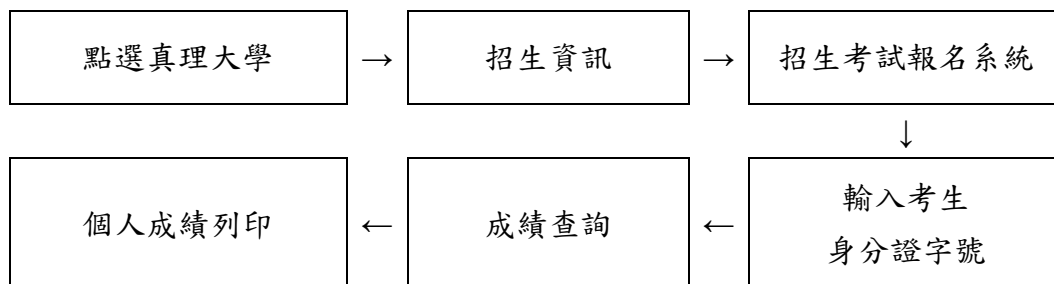 點選真理大學 → 招生資訊 → 招生考試報名系統
↓
個人成績列印 ← 成績查詢 ← 輸入考生
身分證字號